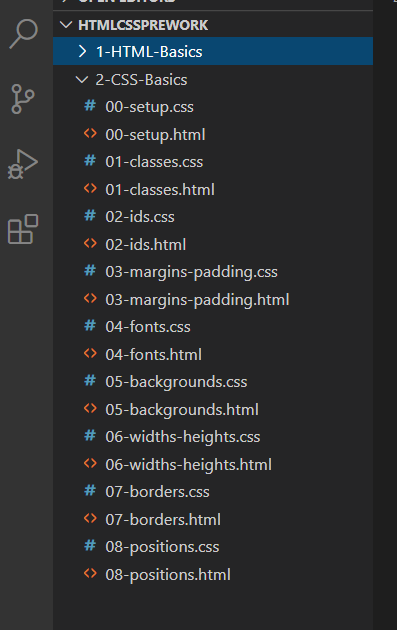 OPEN EDITORS
HTMLCSSPREWORK
1-HTML-Basics
2-CSS-Basics
# 00-setup.css
<> 00-setup.html
# 01-classes.css
<> 01-classes.html
# 02-ids.css
<> 02-ids.html
# 03-margins-padding.css
<> 03-margins-padding.html
# 04-fonts.css
<> 04-fonts.html
# 05-backgrounds.css
<> 05-backgrounds.html
# 06-widths-heights.css
<> 06-widths-heights.html
# 07-borders.css
<> 07-borders.html
# 08-positions.css
<> 08-positions.html